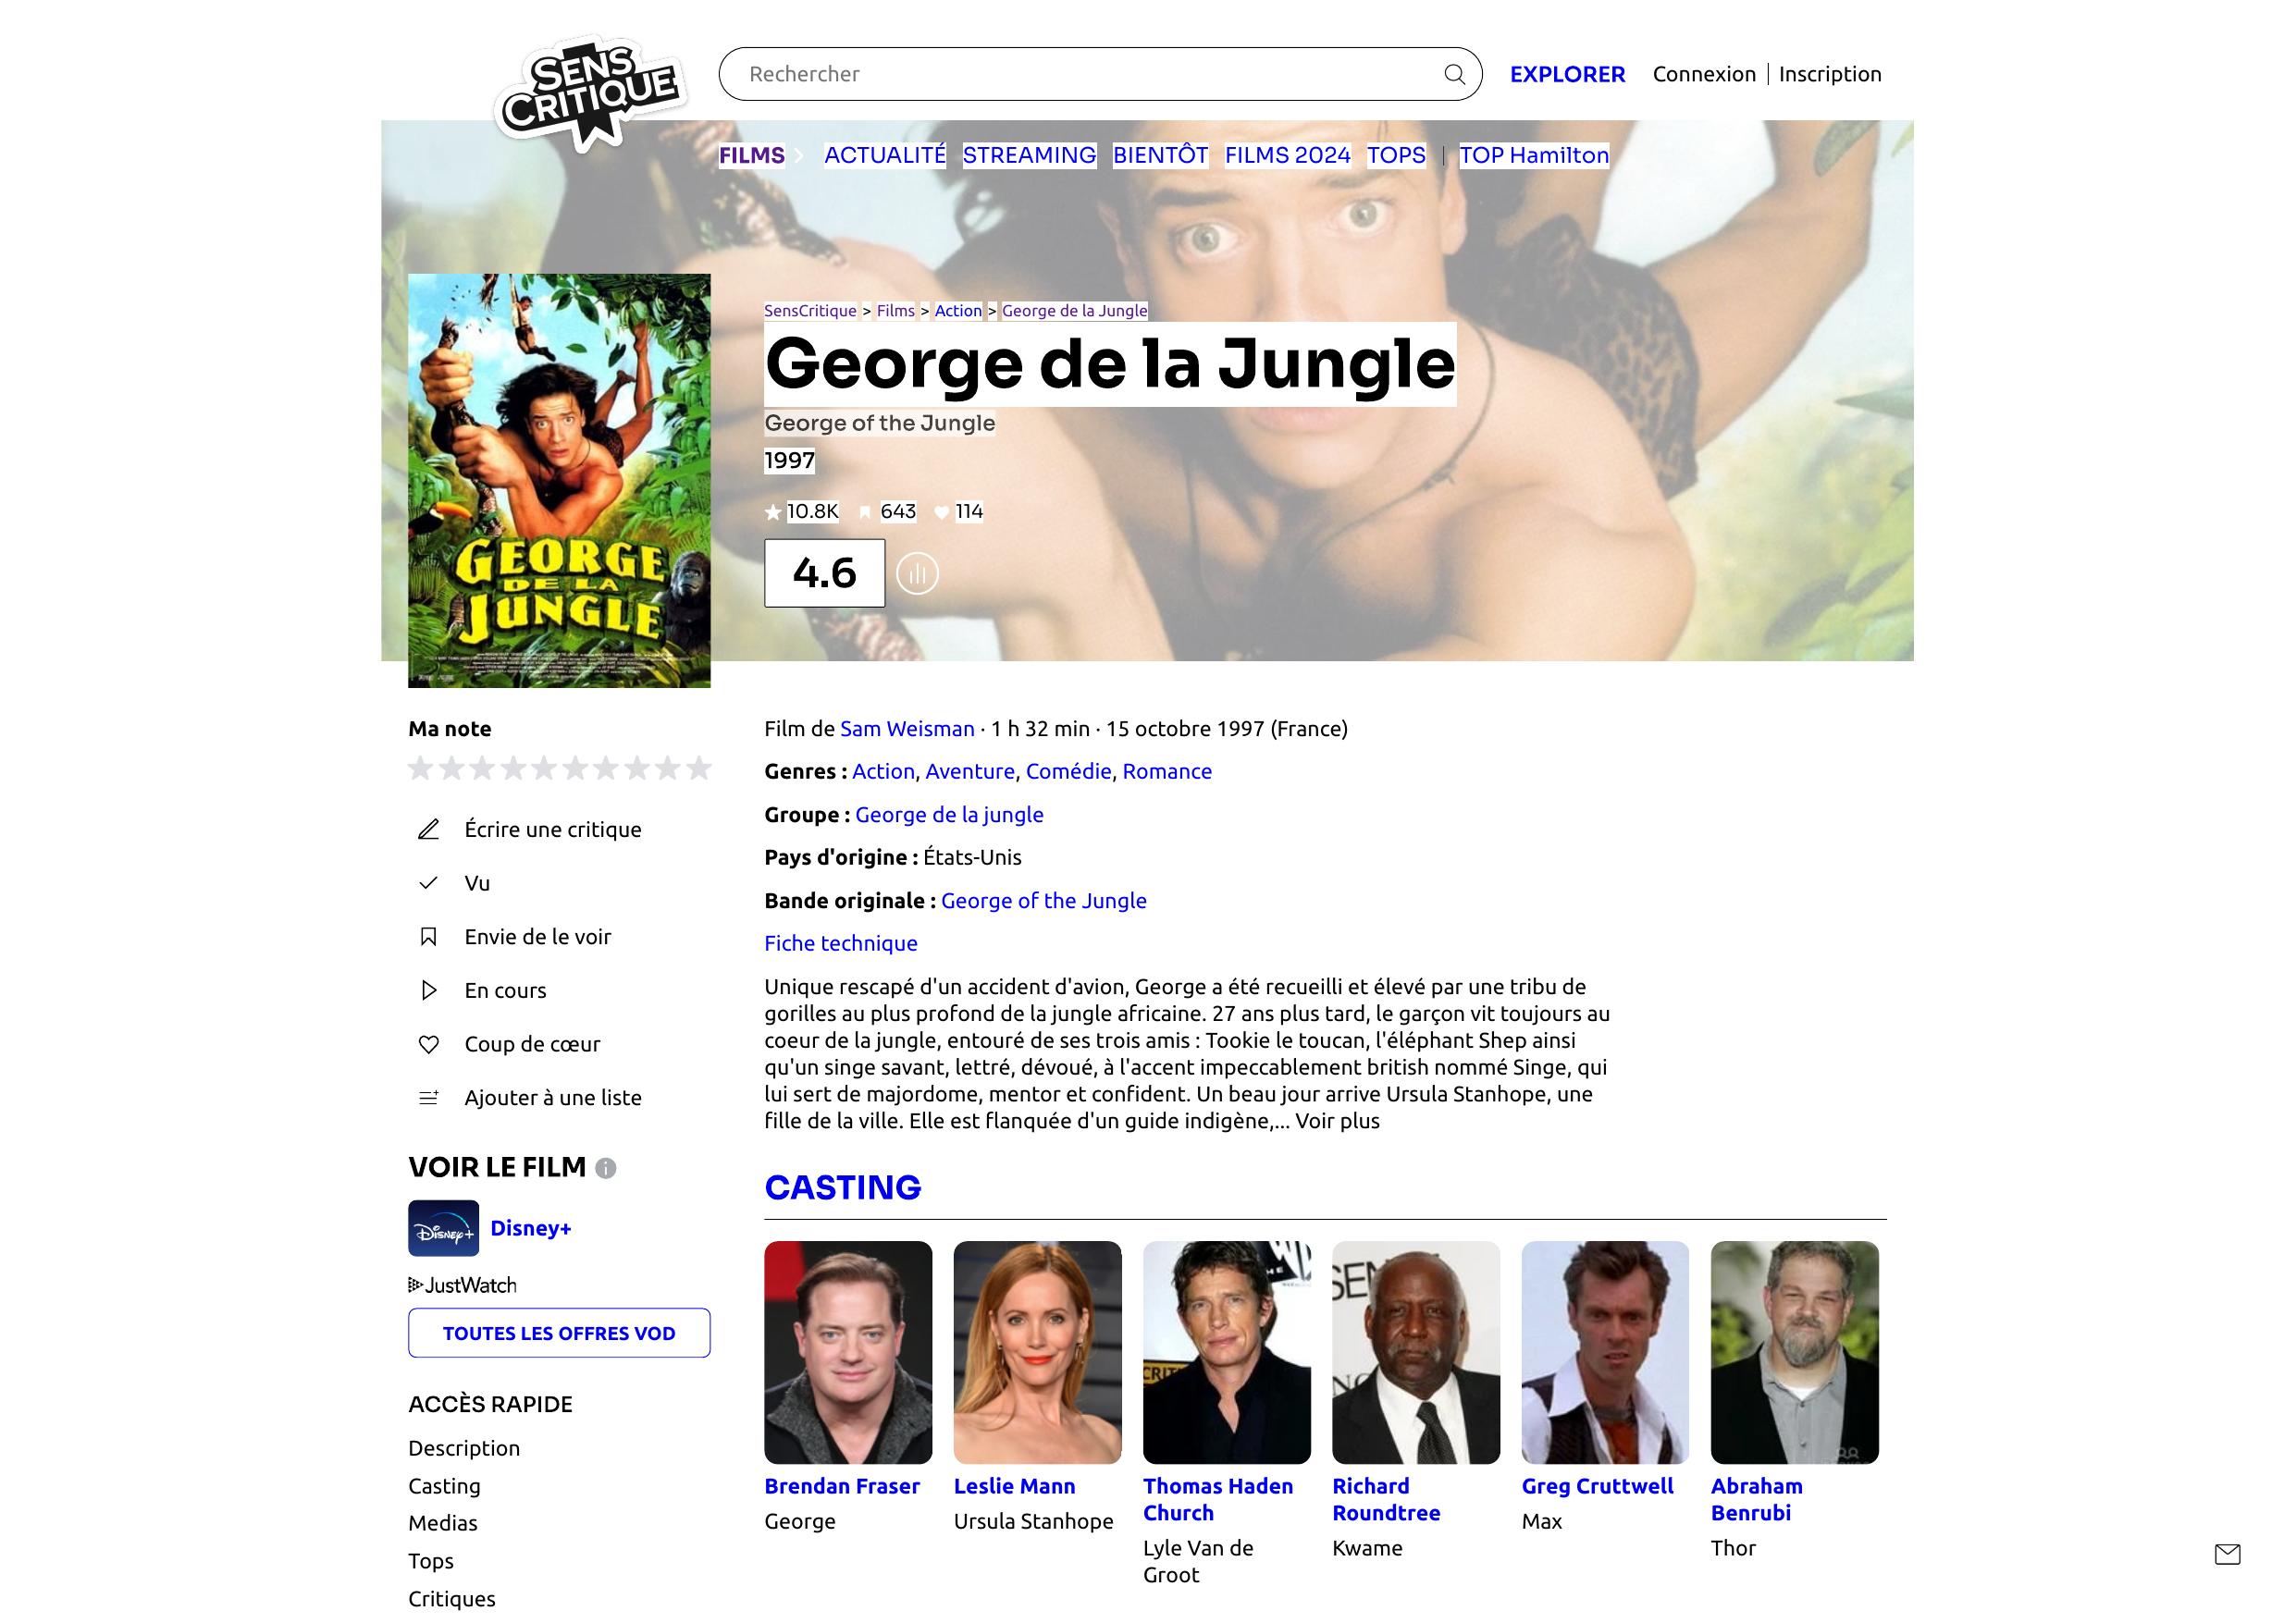 SENS
CRITIQUE
Rechercher
EXPLORER
Connexion | Inscription
FILMS
ACTUALITÉ STREAMING BIENTÔT FILMS 2024 TOPS | TOP Hamilton
SensCritique > Films > Action > George de la Jungle
George de la Jungle
George of the Jungle
1997
10.8K 643 114
4.6
GEORGE
DE LA
JUNGLE
Ma note
Écrire une critique
Vu
Envie de le voir
En cours
Coup de cœur
Ajouter à une liste
VOIR LE FILM
Disney+
Disney+
JustWatch
TOUTES LES OFFRES VOD
ACCÈS RAPIDE
Description
Casting
Medias
Tops
Critiques
Film de Sam Weisman · 1 h 32 min · 15 octobre 1997 (France)
Genres : Action, Aventure, Comédie, Romance
Groupe : George de la jungle
Pays d'origine : États-Unis
Bande originale : George of the Jungle
Fiche technique
Unique rescapé d'un accident d'avion, George a été recueilli et élevé par une tribu de
gorilles au plus profond de la jungle africaine. 27 ans plus tard, le garçon vit toujours au
coeur de la jungle, entouré de ses trois amis : Tookie le toucan, l'éléphant Shep ainsi
qu'un singe savant, lettré, dévoué, à l'accent impeccablement british nommé Singe, qui
lui sert de majordome, mentor et confident. Un beau jour arrive Ursula Stanhope, une
fille de la ville. Elle est flanquée d'un guide indigène,... Voir plus
CASTING
Brendan Fraser
George
Leslie Mann
Ursula Stanhope
Thomas Haden
Church
Lyle Van de
Groot
Richard
Roundtree
Kwame
Greg Cruttwell
Max
Abraham
Benrubi
Thor